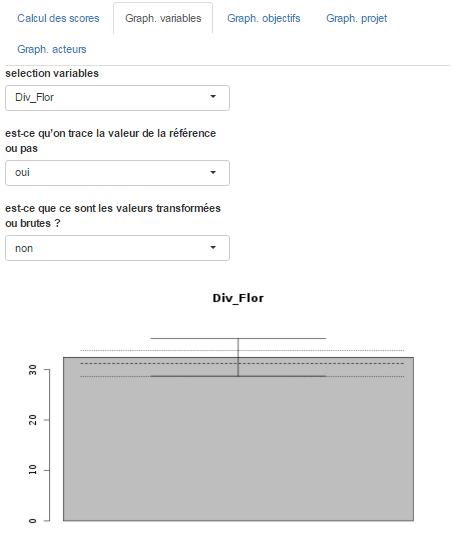 Calcul des scores Graph. variables Graph. objectifs Graph. projet
Graph. acteurs
selection variables
Div_Flor
est-ce qu'on trace la valeur de la référence
ou pas
oui
est-ce que ce sont les valeurs transformées
ou brutes ?
non
Div_Flor
30
20
10
0